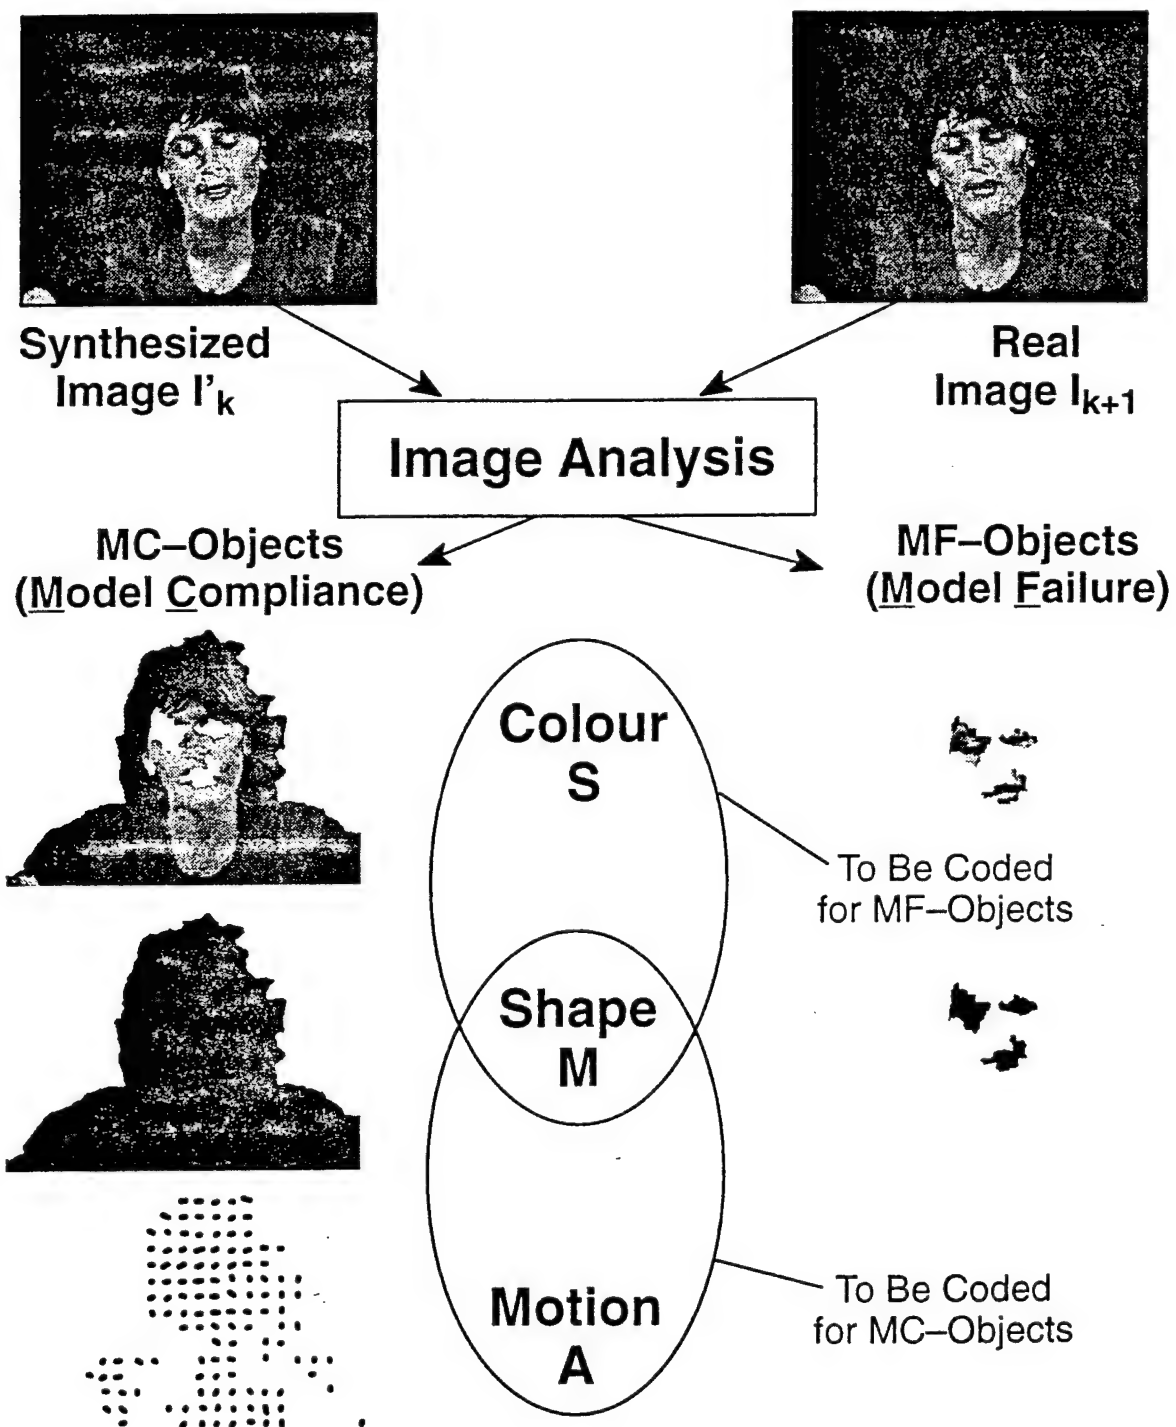 Synthesized
Image I'k
Real
Image Ik+1
Image Analysis
MC–Objects
(Model Compliance)
MF–Objects
(Model Failure)
Colour
S
To Be Coded
for MF–Objects
Shape
M
Motion
A
To Be Coded
for MC–Objects